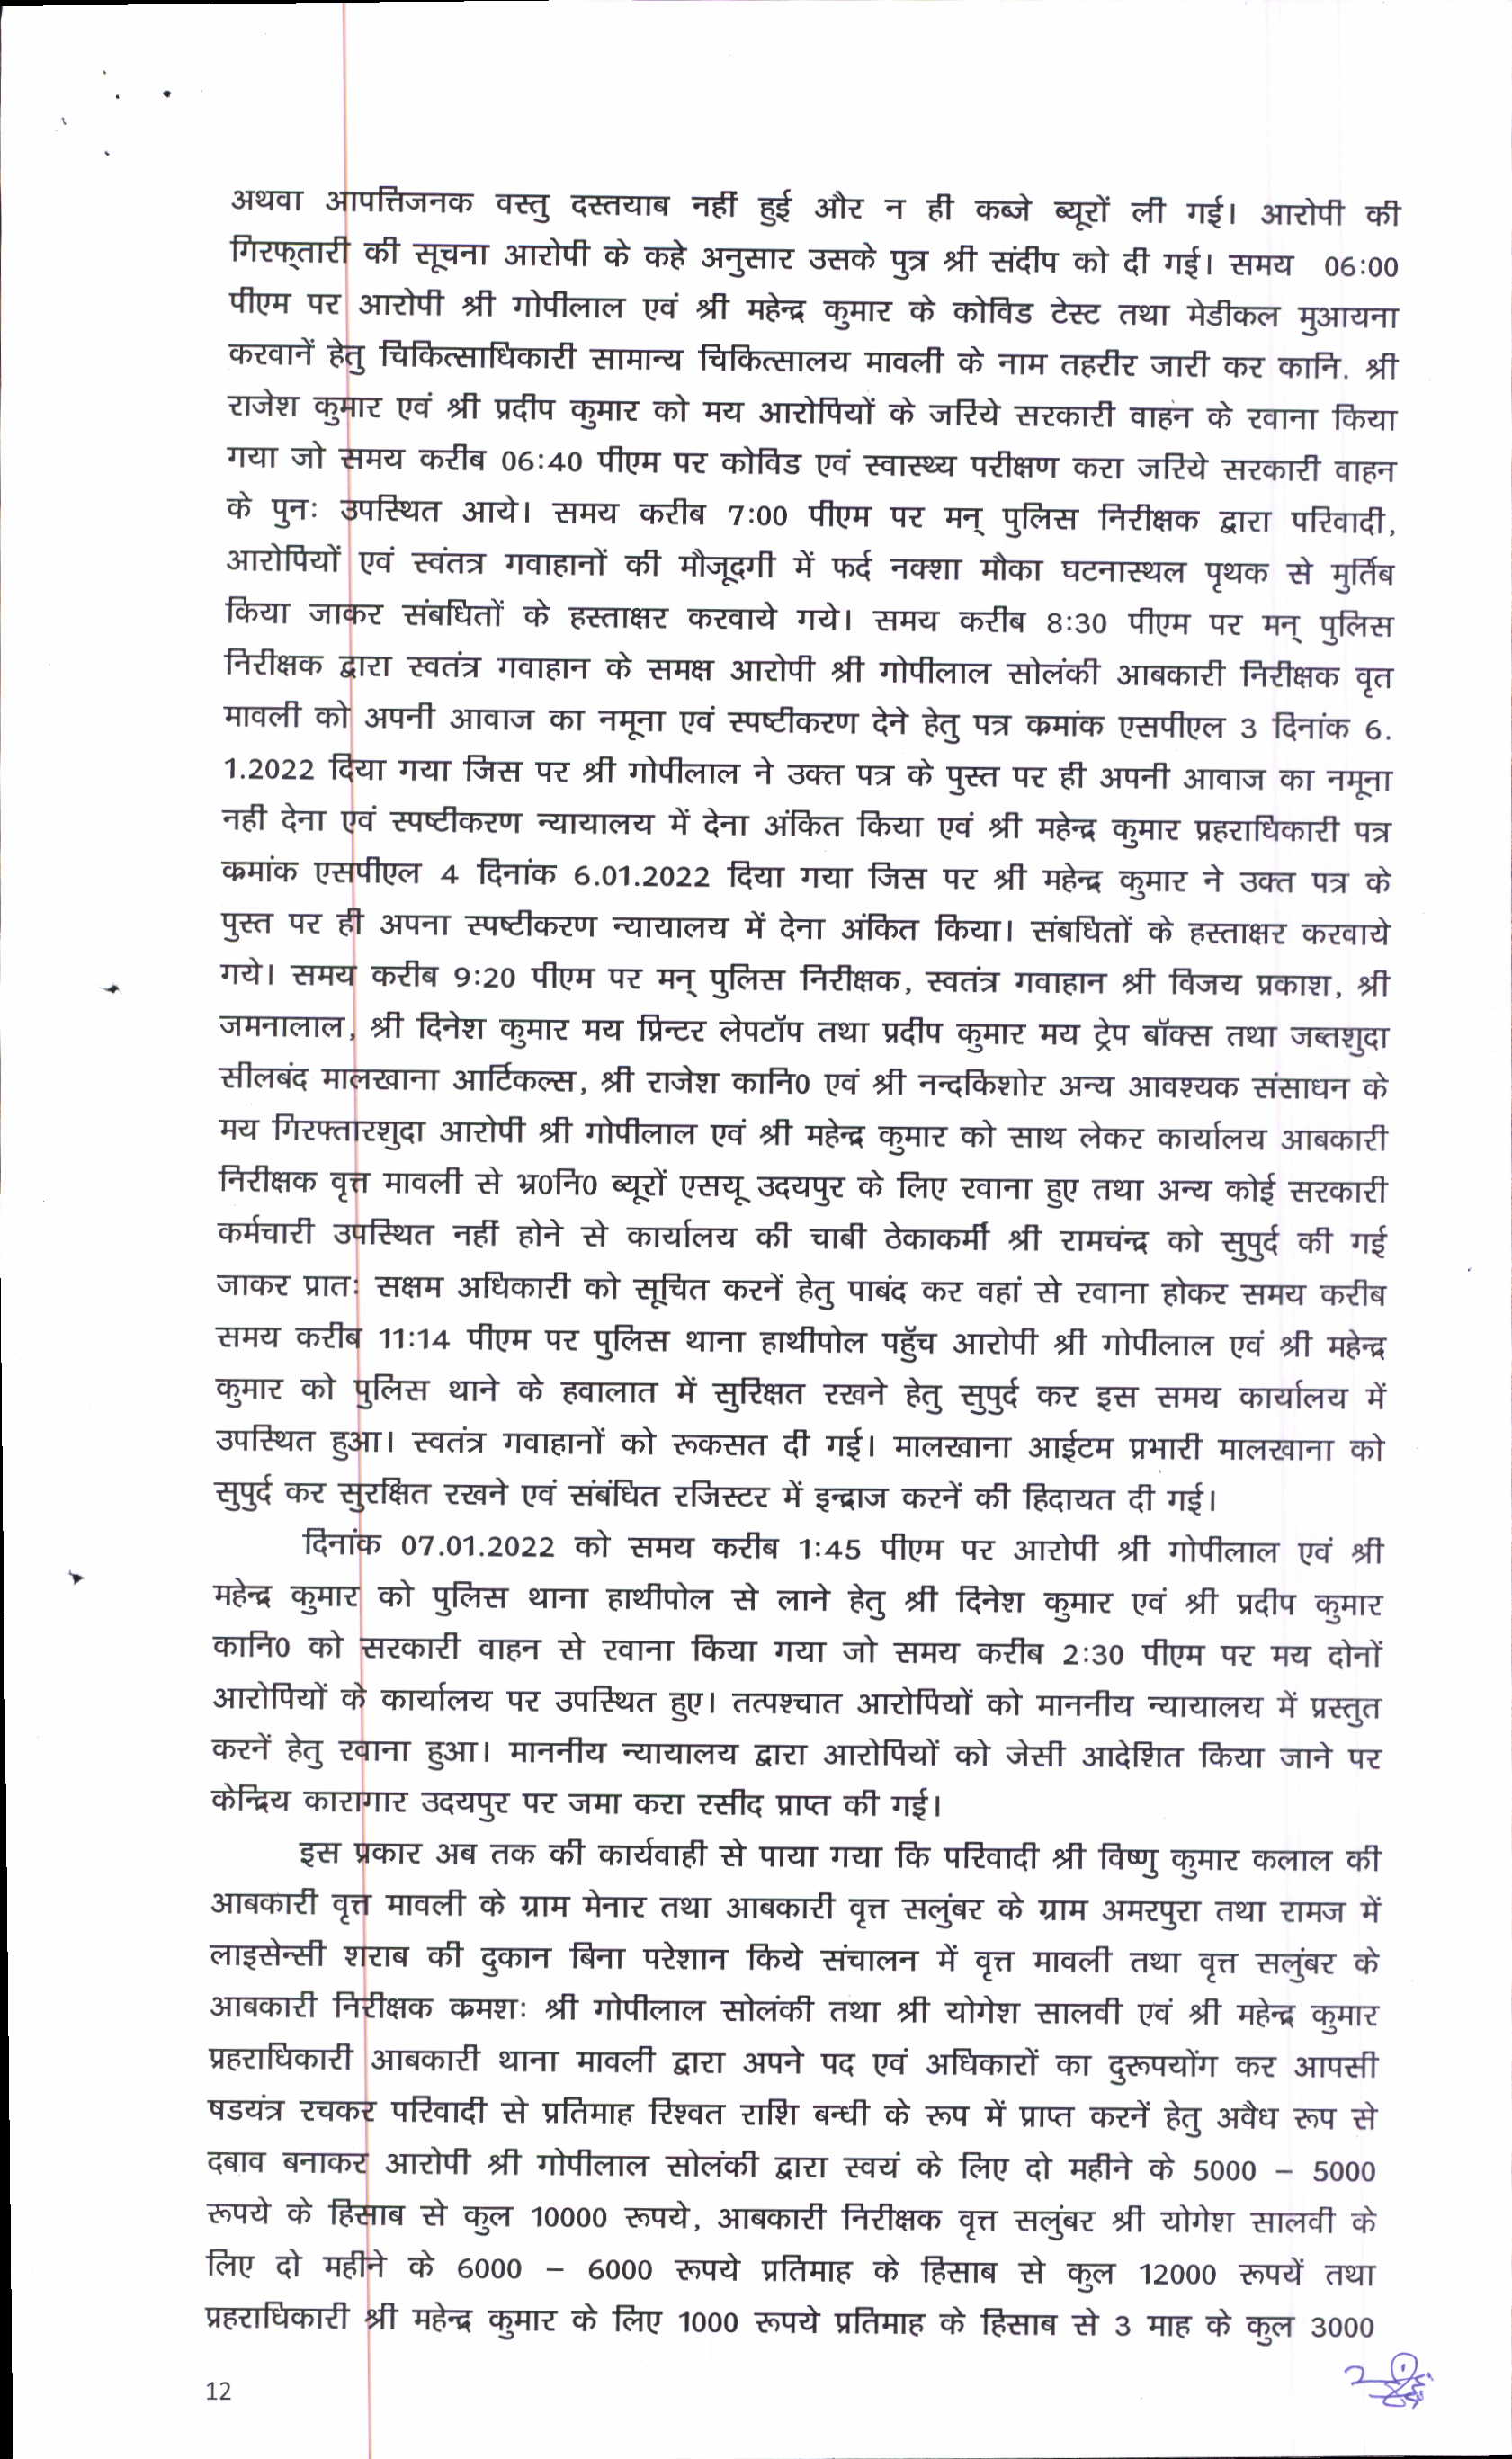 अथवा आपत्तिजनक वस्तु दस्तयाब नहीं हुई और न ही कब्जे ब्यूरों ली गई। आरोपी की
गिरफ्तारी की सूचना आरोपी के कहे अनुसार उसके पुत्र श्री संदीप को दी गई। समय 06:00
पीएम पर आरोपी श्री गोपीलाल एवं श्री महेन्द्र कुमार के कोविड टेस्ट तथा मेडीकल मुआयना
करवानें हेतु चिकित्साधिकारी सामान्य चिकित्सालय मावली के नाम तहरीर जारी कर कानि. श्री
राजेश कुमार एवं श्री प्रदीप कुमार को मय आरोपियों के जरिये सरकारी वाहन के रवाना किया
गया जो समय करीब 06:40 पीएम पर कोविड एवं स्वास्थ्य परीक्षण करा जरिये सरकारी वाहन
के पुनः उपस्थित आये। समय करीब 7:00 पीएम पर मन् पुलिस निरीक्षक द्वारा परिवादी,
आरोपियों एवं स्वंतत्र गवाहानों की मौजूदगी में फर्द नक्शा मौका घटनास्थल पृथक से मुर्तिब
किया जाकर संबधितों के हस्ताक्षर करवाये गये। समय करीब 8:30 पीएम पर मन् पुलिस
निरीक्षक द्वारा स्वतंत्र गवाहान के समक्ष आरोपी श्री गोपीलाल सोलंकी आबकारी निरीक्षक वृत
मावली को अपनी आवाज का नमूना एवं स्पष्टीकरण देने हेतु पत्र क्रमांक एसपीएल 3 दिनांक 6.
1.2022 दिया गया जिस पर श्री गोपीलाल ने उक्त पत्र के पुस्त पर ही अपनी आवाज का नमूना
नही देना एवं स्पष्टीकरण न्यायालय में देना अंकित किया एवं श्री महेन्द्र कुमार प्रहराधिकारी पत्र
क्रमांक एसपीएल 4 दिनांक 6.01.2022 दिया गया जिस पर श्री महेन्द्र कुमार ने उक्त पत्र के
पुस्त पर ही अपना स्पष्टीकरण न्यायालय में देना अंकित किया। संबधितों के हस्ताक्षर करवाये
गये। समय करीब 9:20 पीएम पर मन् पुलिस निरीक्षक, स्वतंत्र गवाहान श्री विजय प्रकाश, श्री
जमनालाल, श्री दिनेश कुमार मय प्रिन्टर लेपटॉप तथा प्रदीप कुमार मय ट्रेप बॉक्स तथा जब्तशुदा
सीलबंद मालखाना आर्टिकल्स, श्री राजेश कानि0 एवं श्री नन्दकिशोर अन्य आवश्यक संसाधन के
मय गिरफ्तारशुदा आरोपी श्री गोपीलाल एवं श्री महेन्द्र कुमार को साथ लेकर कार्यालय आबकारी
निरीक्षक वृत्त मावली से भ्र0नि0 ब्यूरों एसयू उदयपुर के लिए रवाना हुए तथा अन्य कोई सरकारी
कर्मचारी उपस्थित नहीं होने से कार्यालय की चाबी ठेकाकर्मी श्री रामचंन्द्र को सुपुर्द की गई
जाकर प्रातः सक्षम अधिकारी को सूचित करनें हेतु पाबंद कर वहां से रवाना होकर समय करीब
समय करीब 11:14 पीएम पर पुलिस थाना हाथीपोल पहुॅच आरोपी श्री गोपीलाल एवं श्री महेन्द्र
कुमार को पुलिस थाने के हवालात में सुरिक्षत रखने हेतु सुपुर्द कर इस समय कार्यालय में
उपस्थित हुआ। स्वतंत्र गवाहानों को रूकसत दी गई। मालखाना आईटम प्रभारी मालखाना को
सुपुर्द कर सुरक्षित रखने एवं संबंधित रजिस्टर में इन्द्राज करनें की हिदायत दी गई।
दिनांक 07.01.2022 को समय करीब 1:45 पीएम पर आरोपी श्री गोपीलाल एवं श्री
महेन्द्र कुमार को पुलिस थाना हाथीपोल से लाने हेतु श्री दिनेश कुमार एवं श्री प्रदीप कुमार
कानि0 को सरकारी वाहन से रवाना किया गया जो समय करीब 2:30 पीएम पर मय दोनों
आरोपियों के कार्यालय पर उपस्थित हुए। तत्पश्चात आरोपियों को माननीय न्यायालय में प्रस्तुत
करनें हेतु रवाना हुआ। माननीय न्यायालय द्वारा आरोपियों को जेसी आदेशित किया जाने पर
केन्द्रिय कारागार उदयपुर पर जमा करा रसीद प्राप्त की गई।
इस प्रकार अब तक की कार्यवाही से पाया गया कि परिवादी श्री विष्णु कुमार कलाल की
आबकारी वृत्त मावली के ग्राम मेनार तथा आबकारी वृत्त सलुंबर के ग्राम अमरपुरा तथा रामज में
लाइसेन्सी शराब की दुकान बिना परेशान किये संचालन में वृत्त मावली तथा वृत्त सलुंबर के
आबकारी निरीक्षक क्रमशः श्री गोपीलाल सोलंकी तथा श्री योगेश सालवी एवं श्री महेन्द्र कुमार
प्रहराधिकारी आबकारी थाना मावली द्वारा अपने पद एवं अधिकारों का दुरूपयोंग कर आपसी
षडयंत्र रचकर परिवादी से प्रतिमाह रिश्वत राशि बन्धी के रूप में प्राप्त करनें हेतु अवैध रूप से
दबाव बनाकर आरोपी श्री गोपीलाल सोलंकी द्वारा स्वयं के लिए दो महीने के 5000 – 5000
रूपये के हिसाब से कुल 10000 रूपये, आबकारी निरीक्षक वृत्त सलुंबर श्री योगेश सालवी के
लिए दो महीने के 6000 – 6000 रूपये प्रतिमाह के हिसाब से कुल 12000 रूपयें तथा
प्रहराधिकारी श्री महेन्द्र कुमार के लिए 1000 रूपये प्रतिमाह के हिसाब से 3 माह के कुल 3000
12